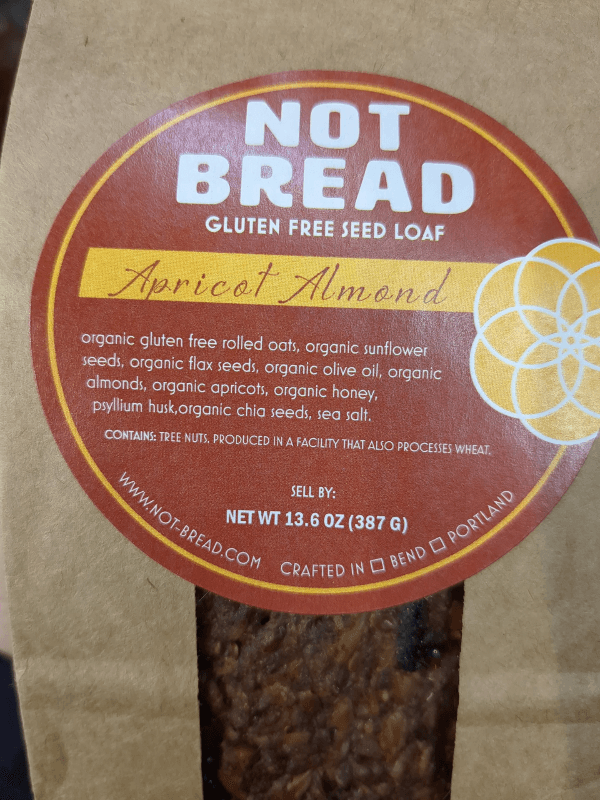 NOT
BREAD
GLUTEN FREE SEED LOAF
Apricot Almond
organic gluten free rolled oats, organic sunflower
seeds, organic flax seeds, organic olive oil, organic
almonds, organic apricots, organic honey,
psyllium husk,organic chia seeds, sea salt.
CONTAINS: TREE NUTS. PRODUCED IN A FACILITY THAT ALSO PROCESSES WHEAT.
SELL BY:
NET WT 13.6 OZ (387 G)
WWW.NOT-BREAD.COM CRAFTED IN ☐ BEND ☐ PORTLAND